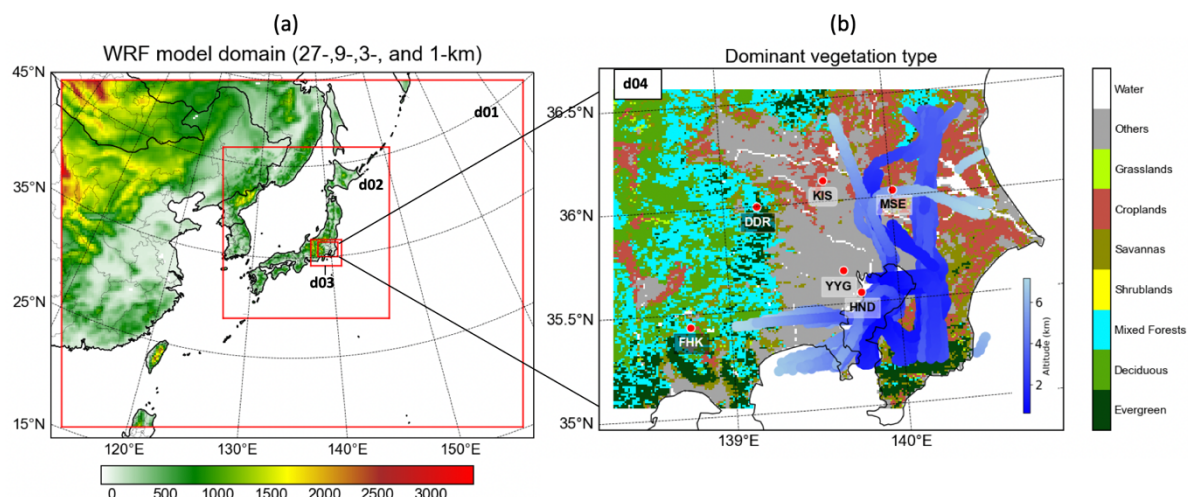 (a)
(b)
WRF model domain (27-,9-,3-, and 1-km)
Dominant vegetation type
45°N
35°N
25°N
15°N
120°E
130°E
140°E
150°E
d01
d02
d03
0
500
1000
1500
2000
2500
3000
d04
36.5°N
36°N
35.5°N
35°N
139°E
140°E
KIS
MSE
DDR
YYG
HND
FHK
6
4
2
Altitude (km)
Water
Others
Grasslands
Croplands
Savannas
Shrublands
Mixed Forests
Deciduous
Evergreen